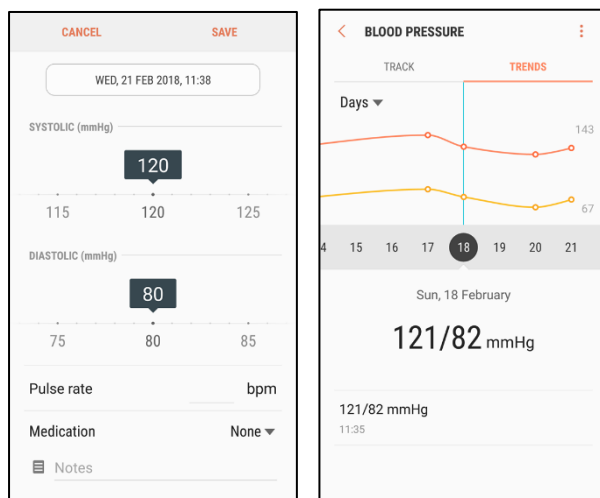 CANCEL SAVE
WED, 21 FEB 2018, 11:38
SYSTOLIC (mmHg)
120
115 120 125
DIASTOLIC (mmHg)
80
75 80 85
Pulse rate bpm
Medication None
Notes
BLOOD PRESSURE
TRACK TRENDS
Days
143
67
4 15 16 17 18 19 20 21
Sun, 18 February
121/82 mmHg
121/82 mmHg
11:35